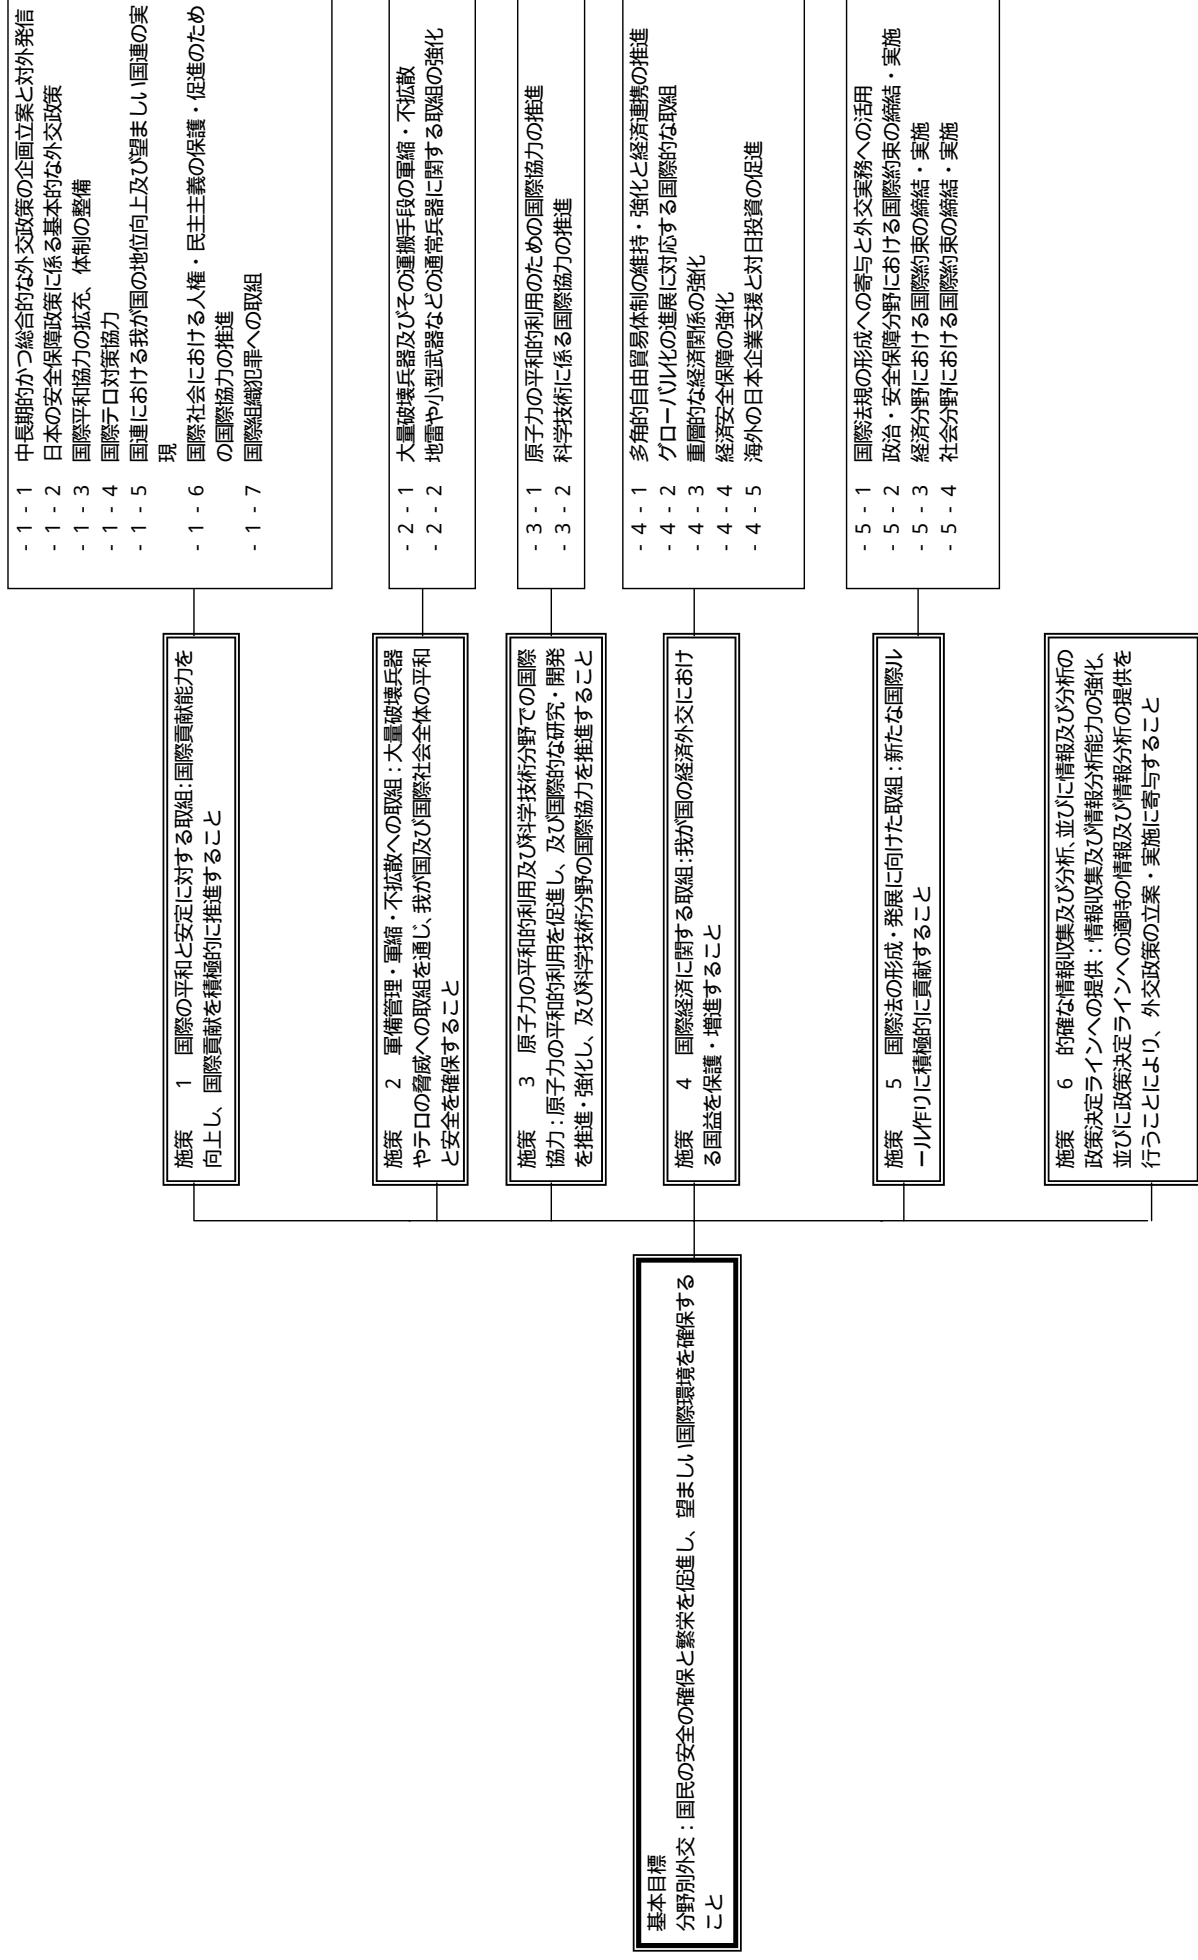 基本目標
分野別外交：国民の安全の確保と繁栄を促進し、望ましい国際環境を確保する
こと
施策　１　国際の平和と安定に対する取組：国際貢献能力を
向上し、国際貢献を積極的に推進すること
- 1 - 1　中長期的かつ総合的な外交政策の企画立案と対外発信
- 1 - 2　日本の安全保障政策に係る基本的な外交政策
- 1 - 3　国際平和協力の拡充、体制の整備
- 1 - 4　国際テロ対策協力
- 1 - 5　国連における我が国の地位向上及び望ましい国連の実
現
- 1 - 6　国際社会における人権・民主主義の保護・促進のため
の国際協力の推進
- 1 - 7　国際組織犯罪への取組
施策　２　軍備管理・軍縮・不拡散への取組：大量破壊兵器
やテロの脅威への取組を通じ、我が国及び国際社会全体の平和
と安全を確保すること
- 2 - 1　大量破壊兵器及びその運搬手段の軍縮・不拡散
- 2 - 2　地雷や小型武器などの通常兵器に関する取組の強化
施策　３　原子力の平和的利用及び科学技術分野での国際
協力：原子力の平和的利用を促進し、及び国際的な研究・開発
を推進・強化し、及び科学技術分野の国際協力を推進すること
- 3 - 1　原子力の平和的利用のための国際協力の推進
- 3 - 2　科学技術に係る国際協力の推進
施策　４　国際経済に関する取組：我が国の経済外交におけ
る国益を保護・増進すること
- 4 - 1　多角的自由貿易体制の維持・強化と経済連携の推進
- 4 - 2　グローバル化の進展に対応する国際的な取組
- 4 - 3　重層的な経済関係の強化
- 4 - 4　経済安全保障の強化
- 4 - 5　海外の日本企業支援と対日投資の促進
施策　５　国際法の形成・発展に向けた取組：新たな国際ル
ール作りに積極的に貢献すること
- 5 - 1　国際法規の形成への寄与と外交実務への活用
- 5 - 2　政治・安全保障分野における国際約束の締結・実施
- 5 - 3　経済分野における国際約束の締結・実施
- 5 - 4　社会分野における国際約束の締結・実施
施策　６　的確な情報収集及び分析、並びに情報及び分析の
政策決定ラインへの提供：情報収集及び情報分析能力の強化、
並びに政策決定ラインへの適時の情報及び情報分析の提供を
行うことにより、外交政策の立案・実施に寄与すること